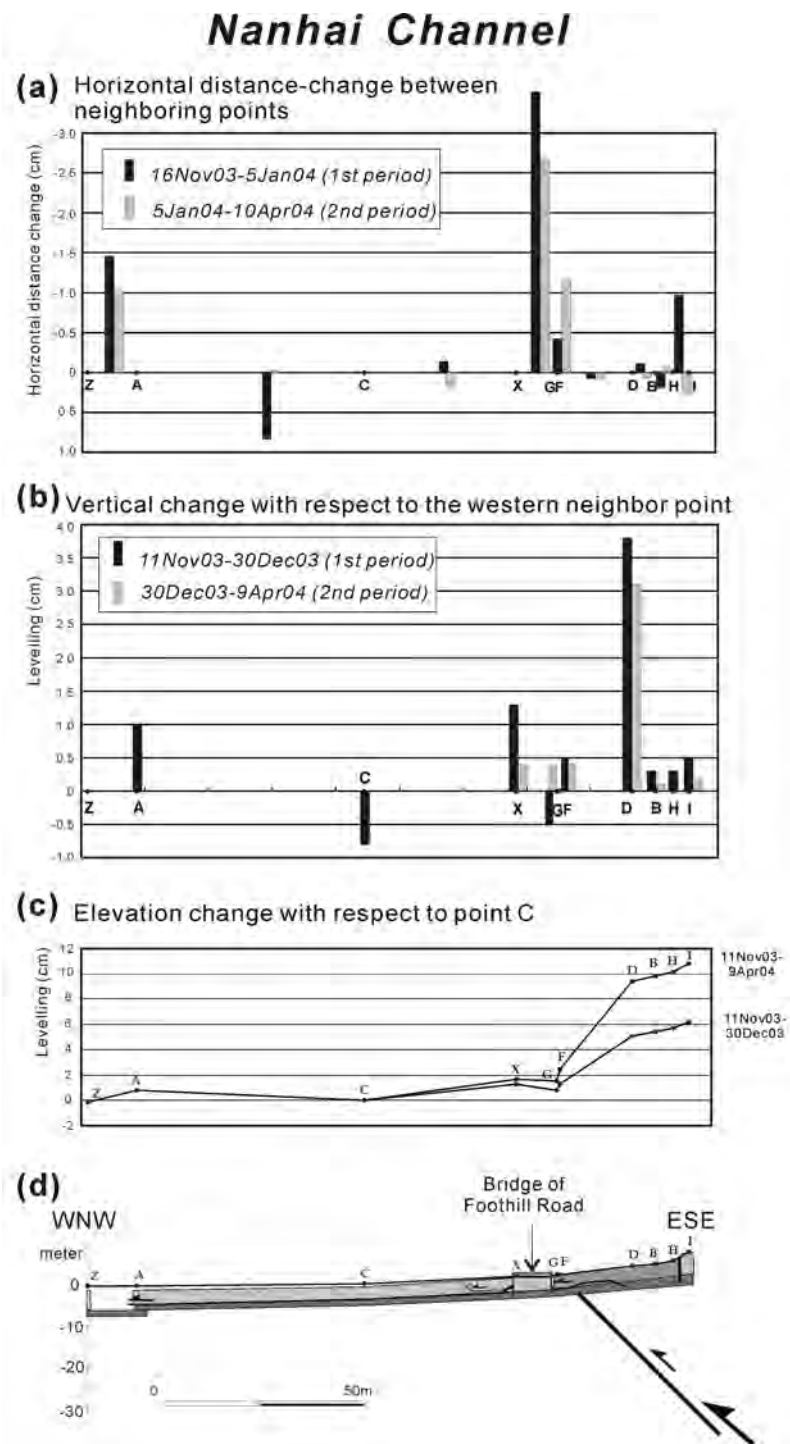 Nanhai Channel
(a) Horizontal distance-change between
neighboring points
Horizontal distance change (cm)
-3.0
-2.5
-2.0
-1.5
-1.0
-0.5
0
0.5
1.0
16Nov03-5Jan04 (1st period)
5Jan04-10Apr04 (2nd period)
Z A C X GF D B H I
(b) Vertical change with respect to the western neighbor point
Levelling (cm)
4.0
3.5
3.0
2.5
2.0
1.5
1.0
0.5
0
-0.5
-1.0
11Nov03-30Dec03 (1st period)
30Dec03-9Apr04 (2nd period)
C
Z A X GF D B H I
(c) Elevation change with respect to point C
Levelling (cm)
12
10
8
6
4
2
0
-2
Z A C X G F D B H I
11Nov03-
9Apr04
11Nov03-
30Dec03
(d)
Bridge of
Foothill Road
WNW
ESE
meter
Z A C X GF D B H I
0
-10
-20
-30
0 50m